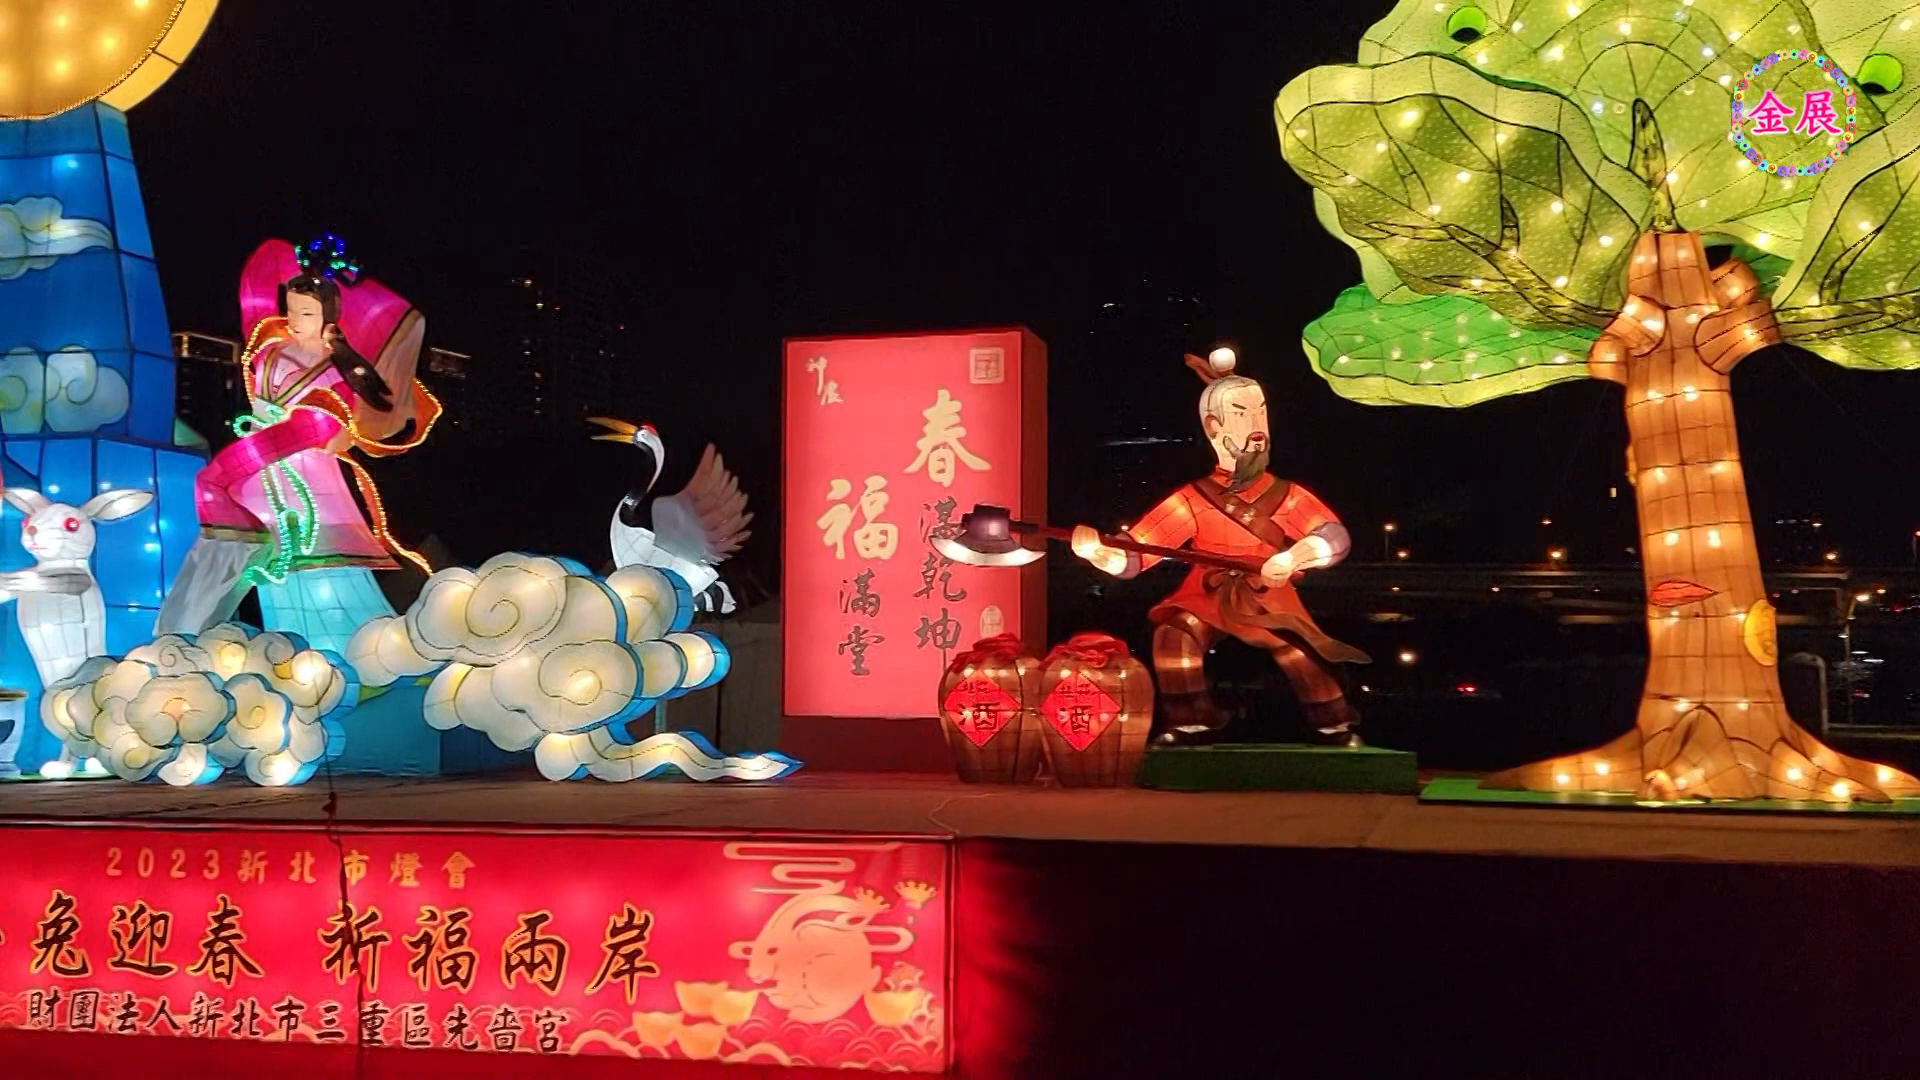 金展
神農
春
滿乾坤
福
滿堂
酒
酒
2023新北市燈會
兔迎春 祈福兩岸
財團法人新北市三重區先嗇宮